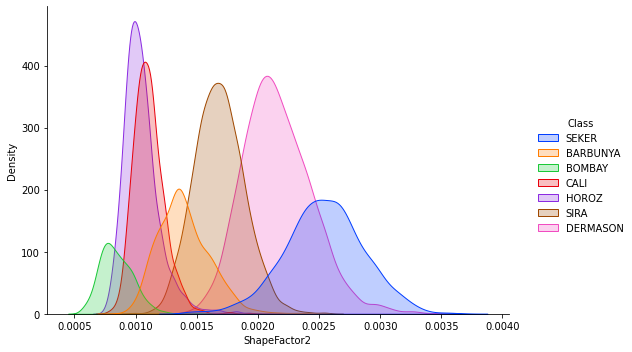 Density
400
300
200
100
0
0.0005 0.0010 0.0015 0.0020 0.0025 0.0030 0.0035 0.0040
ShapeFactor2
Class
SEKER
BARBUNYA
BOMBAY
CALI
HOROZ
SIRA
DERMASON